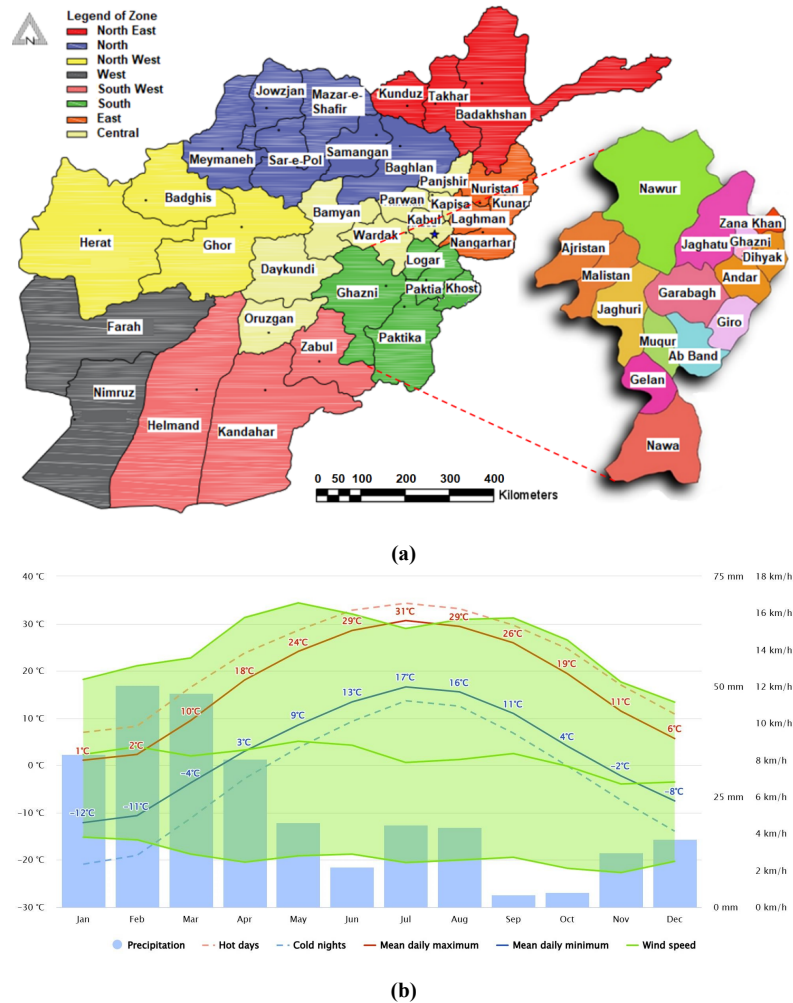 N
Legend of Zone
North East
North
North West
West
South West
South
East
Central
Jowzjan
Mazar-e-
Shafir
Kunduz
Takhar
Badakhshan
Meymaneh
Sar-e-Pol
Samangan
Baghlan
Badghis
Herat
Ghor
Bamyan
Parwan
Panjshir
Kapisa
Nuristan
Kunar
Laghman
Kabul
Wardak
Nangarhar
Logar
Daykundi
Ghazni
Paktia
Khost
Paktika
Oruzgan
Zabul
Farah
Nimruz
Helmand
Kandahar
Nawur
Zana Khan
Jaghatu
Ghazni
Dihyak
Ajristan
Malistan
Andar
Garabagh
Jaghuri
Giro
Muqur
Ab Band
Gelan
Nawa
0 50 100 200 300 400
Kilometers
(a)
40 °C 75 mm 18 km/h
30 °C 16 km/h
20 °C 14 km/h
10 °C 50 mm 12 km/h
0 °C 10 km/h
-10 °C 25 mm 8 km/h
-20 °C 6 km/h
-30 °C 4 km/h
2 km/h
0 mm 0 km/h
1°C 2°C 10°C 18°C 24°C 29°C 31°C 29°C 26°C 19°C 11°C 6°C
-12°C -11°C -4°C 3°C 9°C 13°C 17°C 16°C 11°C 4°C -2°C -8°C
Jan Feb Mar Apr May Jun Jul Aug Sep Oct Nov Dec
Precipitation Hot days Cold nights Mean daily maximum Mean daily minimum Wind speed
(b)